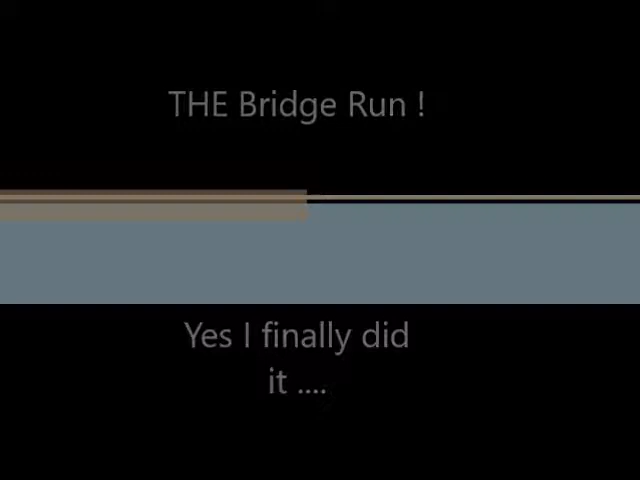 THE Bridge Run !
Yes I finally did
it ....